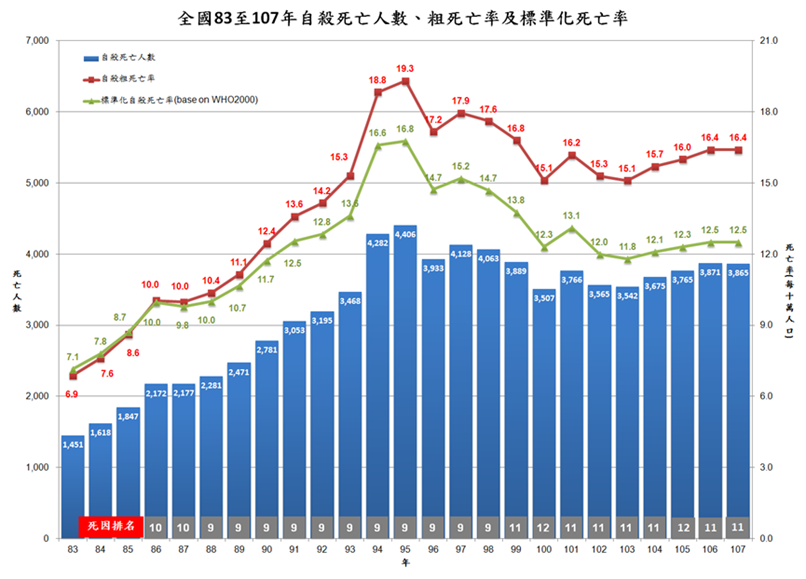 全國83至107年自殺死亡人數、粗死亡率及標準化死亡率
7,000 21.0
自殺死亡人數
自殺粗死亡率
標準化自殺死亡率(base on WHO2000)
6,000 18.0
5,000 15.0
4,000 12.0
3,000 9.0
2,000 6.0
1,000 3.0
0 0.0
死亡人數
死亡率(每十萬人口)
6.9 7.6 8.6 10.0 10.0 10.4 11.1 12.4 13.6 14.2 15.3 18.8 19.3 17.2 17.9 17.6 16.8 15.1 16.2 15.3 15.1 15.7 16.0 16.4 16.4
7.1 7.8 8.7 10.0 9.8 10.0 10.7 11.7 12.5 12.8 13.6 16.6 16.8 14.7 15.2 14.7 13.8 12.3 13.1 12.0 11.8 12.1 12.3 12.5 12.5
1,451 1,618 1,847 2,172 2,177 2,281 2,471 2,781 3,053 3,195 3,468 4,282 4,406 3,933 4,128 4,063 3,889 3,507 3,766 3,565 3,542 3,675 3,765 3,871 3,865
死因排名 10 10 9 9 9 9 9 9 9 9 9 9 9 11 12 11 11 11 11 12 11 11
83 84 85 86 87 88 89 90 91 92 93 94 95 96 97 98 99 100 101 102 103 104 105 106 107
年